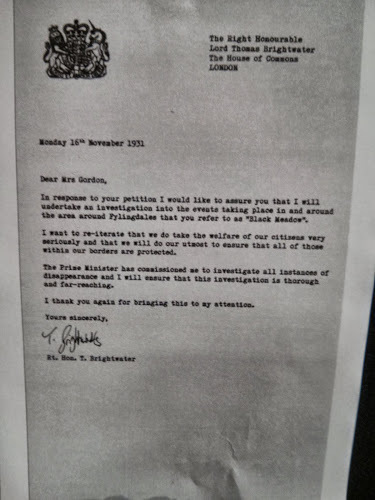 The Right Honourable
Lord Thomas Brightwater
The House of Commons
LONDON
Monday 16th November 1931
Dear Mrs Gordon,
In response to your petition I would like to assure you that I will
undertake an investigation into the events taking place in and around
the area around Fylingdales that you refer to as "Black Meadow".
I want to re-iterate that we do take the welfare of our citizens very
seriously and that we will do our utmost to ensure that all of those
within our borders are protected.
The Prime Minister has commissioned me to investigate all instances of
disappearance and I will ensure that this investigation is thorough
and far-reaching.
I thank you again for bringing this to my attention.
Yours sincerely,
T. Brightwater
Rt. Hon. T. Brightwater